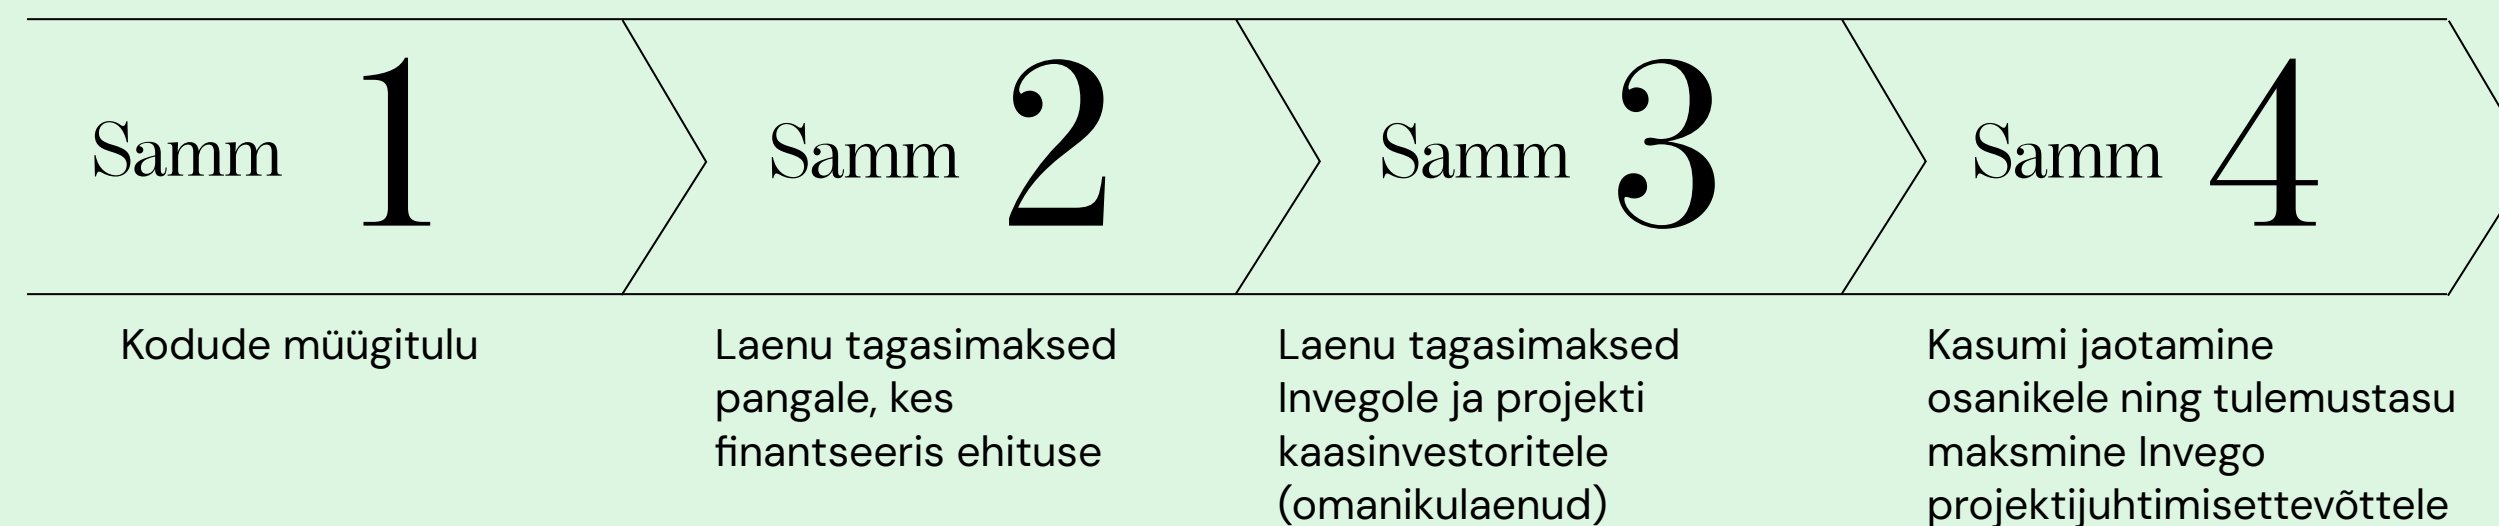 Samm 1
Samm 2
Samm 3
Samm 4
Kodude müügitulu
Laenu tagasimaksed
pangale, kes
finantseeris ehituse
Laenu tagasimaksed
Invegole ja projekti
kaasinvestoritele
(omanikulaenud)
Kasumi jaotamine
osanikele ning tulemustasu
maksmine Invego
projektijuhtimisettevõttele